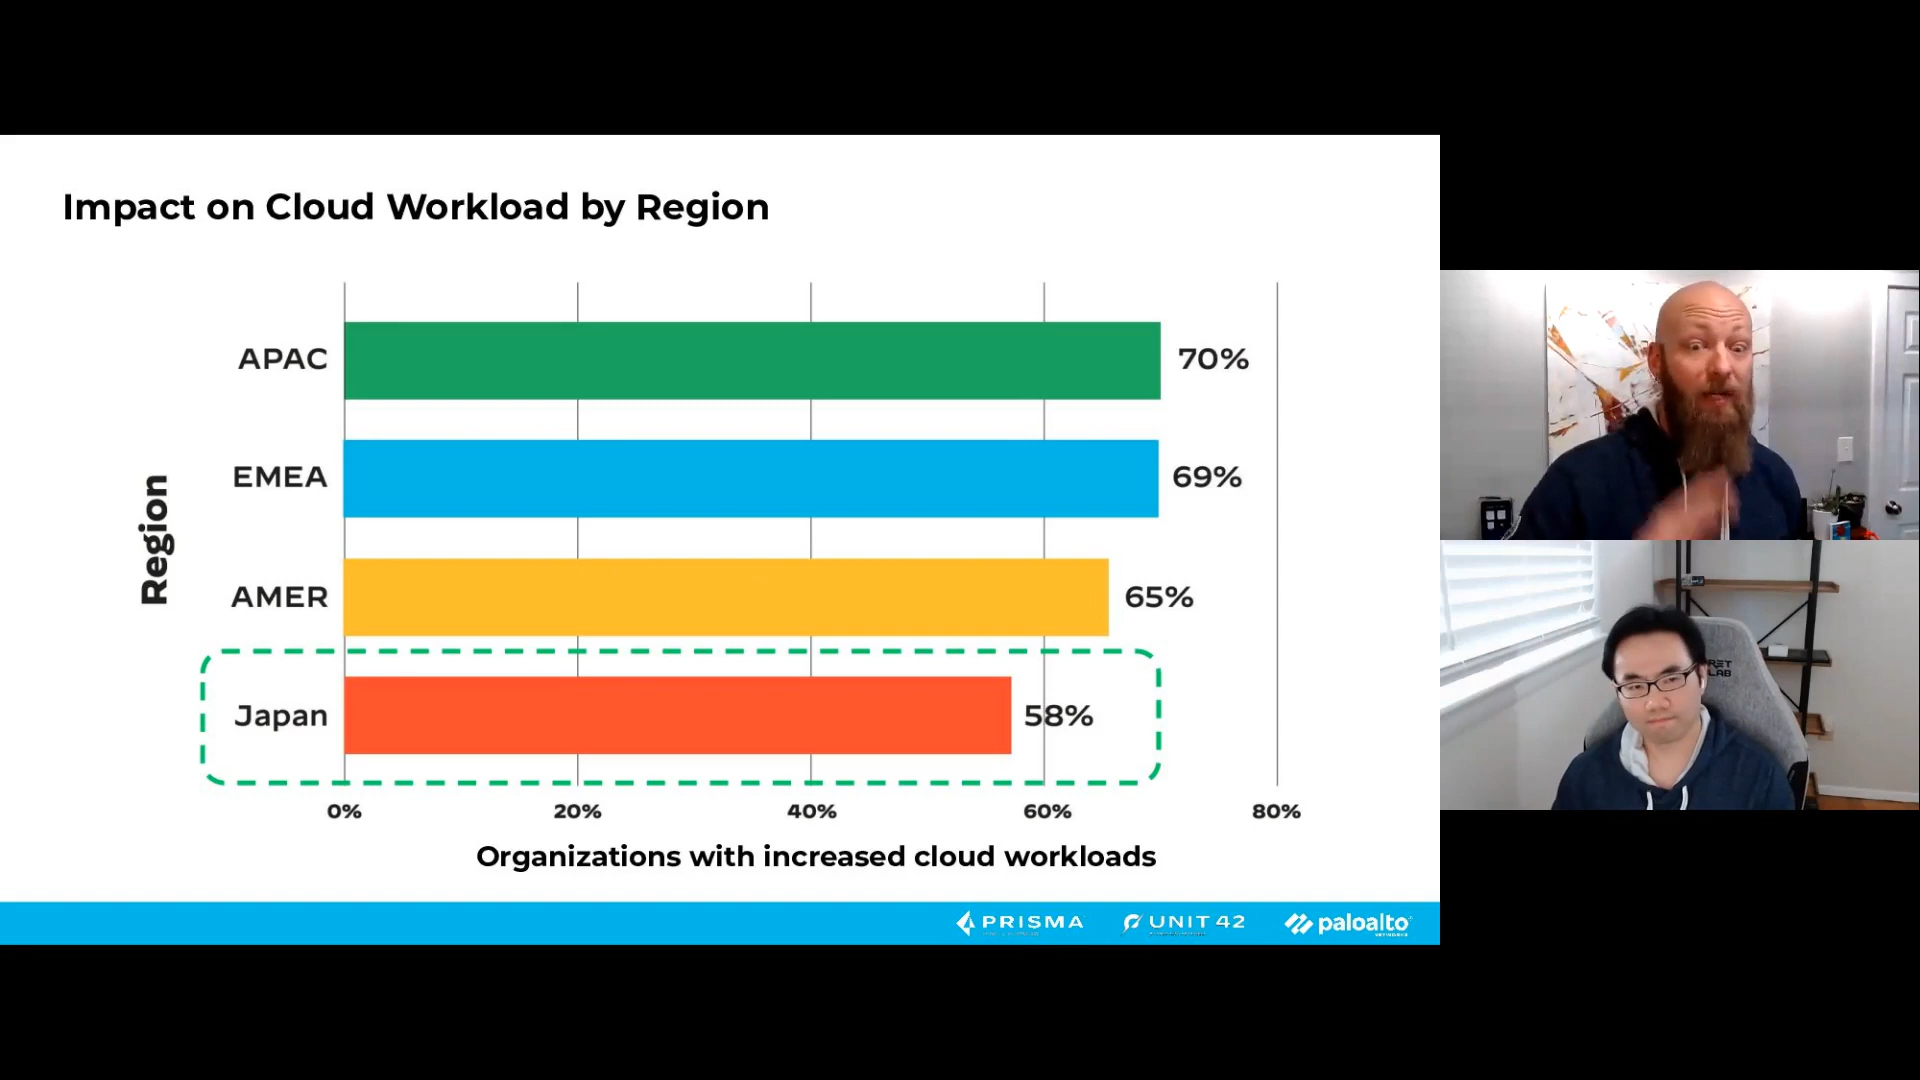 Impact on Cloud Workload by Region
Region
APAC
70%
EMEA
69%
AMER
65%
Japan
58%
0% 20% 40% 60% 80%
Organizations with increased cloud workloads
PRISMA UNIT 42 paloalto
NETWORKS